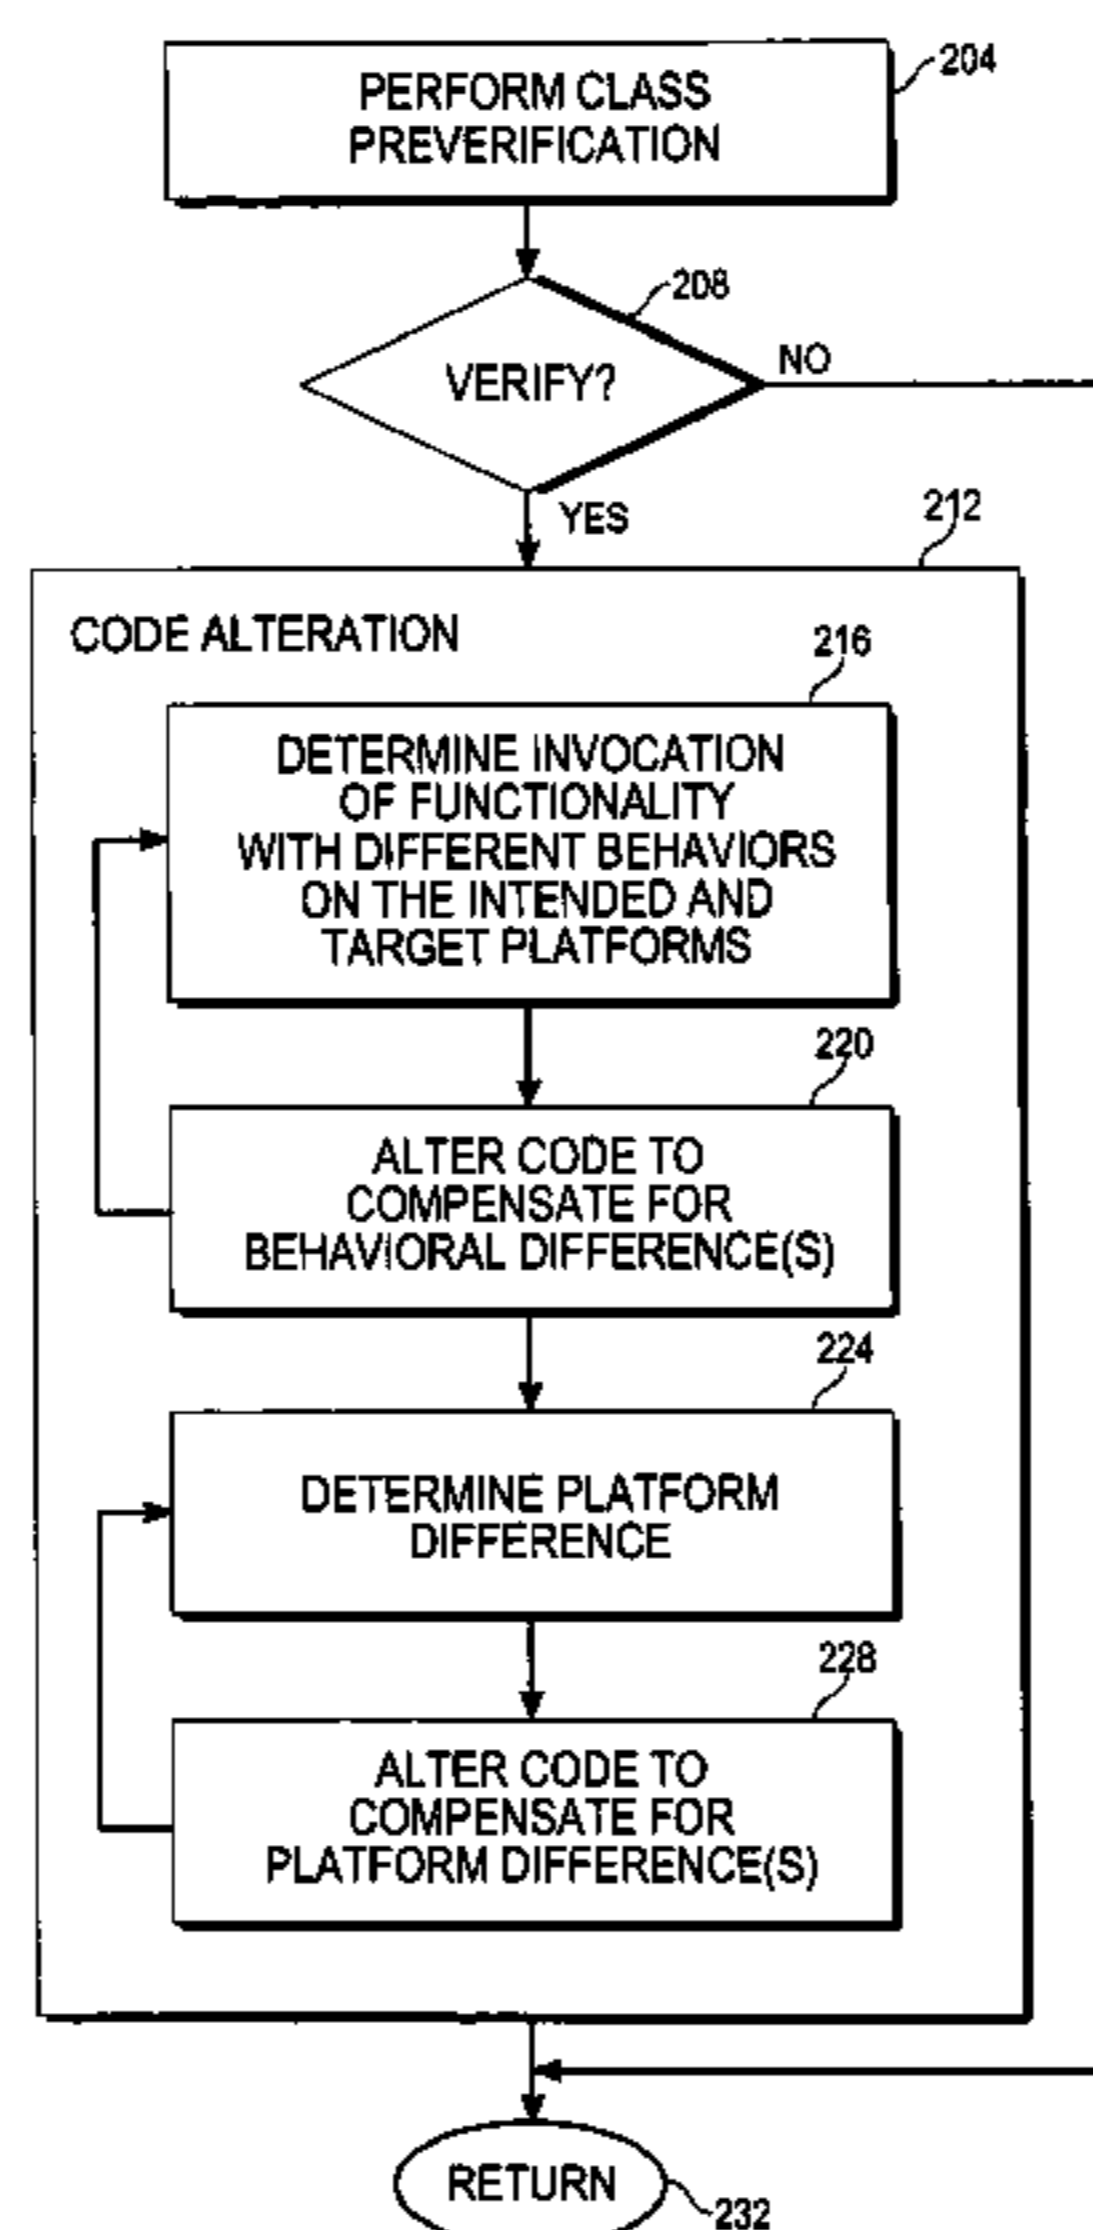 PERFORM CLASS
PREVERIFICATION
204
208
VERIFY?
NO
YES
212
CODE ALTERATION
216
DETERMINE INVOCATION
OF FUNCTIONALITY
WITH DIFFERENT BEHAVIORS
ON THE INTENDED AND
TARGET PLATFORMS
220
ALTER CODE TO
COMPENSATE FOR
BEHAVIORAL DIFFERENCE(S)
224
DETERMINE PLATFORM
DIFFERENCE
228
ALTER CODE TO
COMPENSATE FOR
PLATFORM DIFFERENCE(S)
RETURN
232